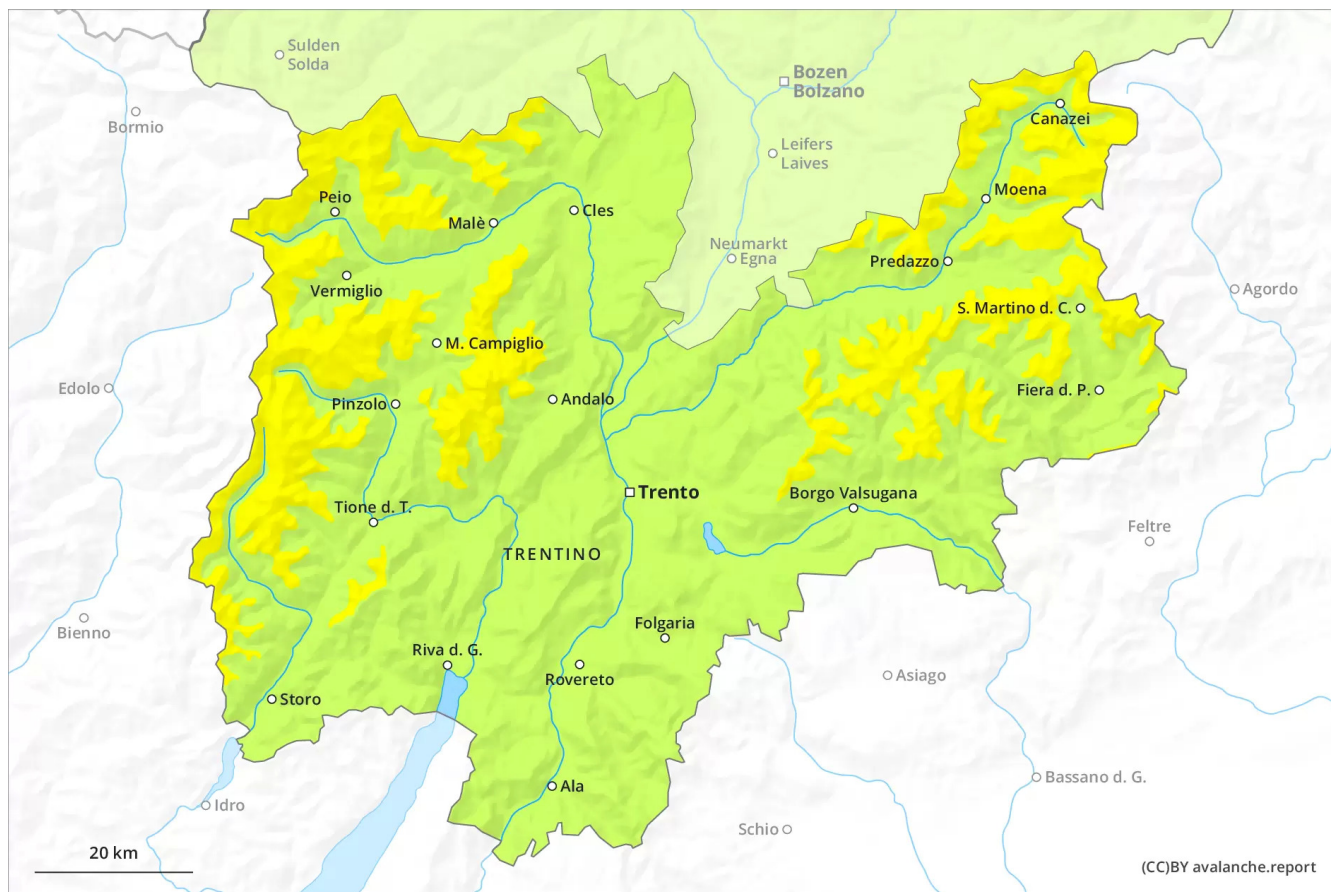 Sulden
Solda
Bozen
Bolzano
Bormio
Canazei
Leifers
Laives
Peio
Moena
Malè
Cles
Neumarkt
Egna
Predazzo
Vermiglio
Agordo
S. Martino d. C.
M. Campiglio
Edolo
Andalo
Fiera d. P.
Pinzolo
Trento
Borgo Valsugana
Tione d. T.
Feltre
TRENTINO
Bienno
Folgaria
Riva d. G.
Rovereto
Asiago
Storo
Bassano d. G.
Ala
Idro
Schio
20 km
(CC)BY avalanche.report